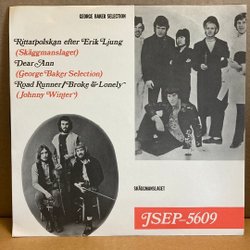 GEORGE BAKER SELECTION
Rättarpolskan efter Erik Ljung
(Skäggmanslaget)
Dear Ann
(George Baker Selection)
Road Runner/"Broke & Lonely"
(Johnny Winter)
SKÄGGMANSLAGET
JSEP-5609